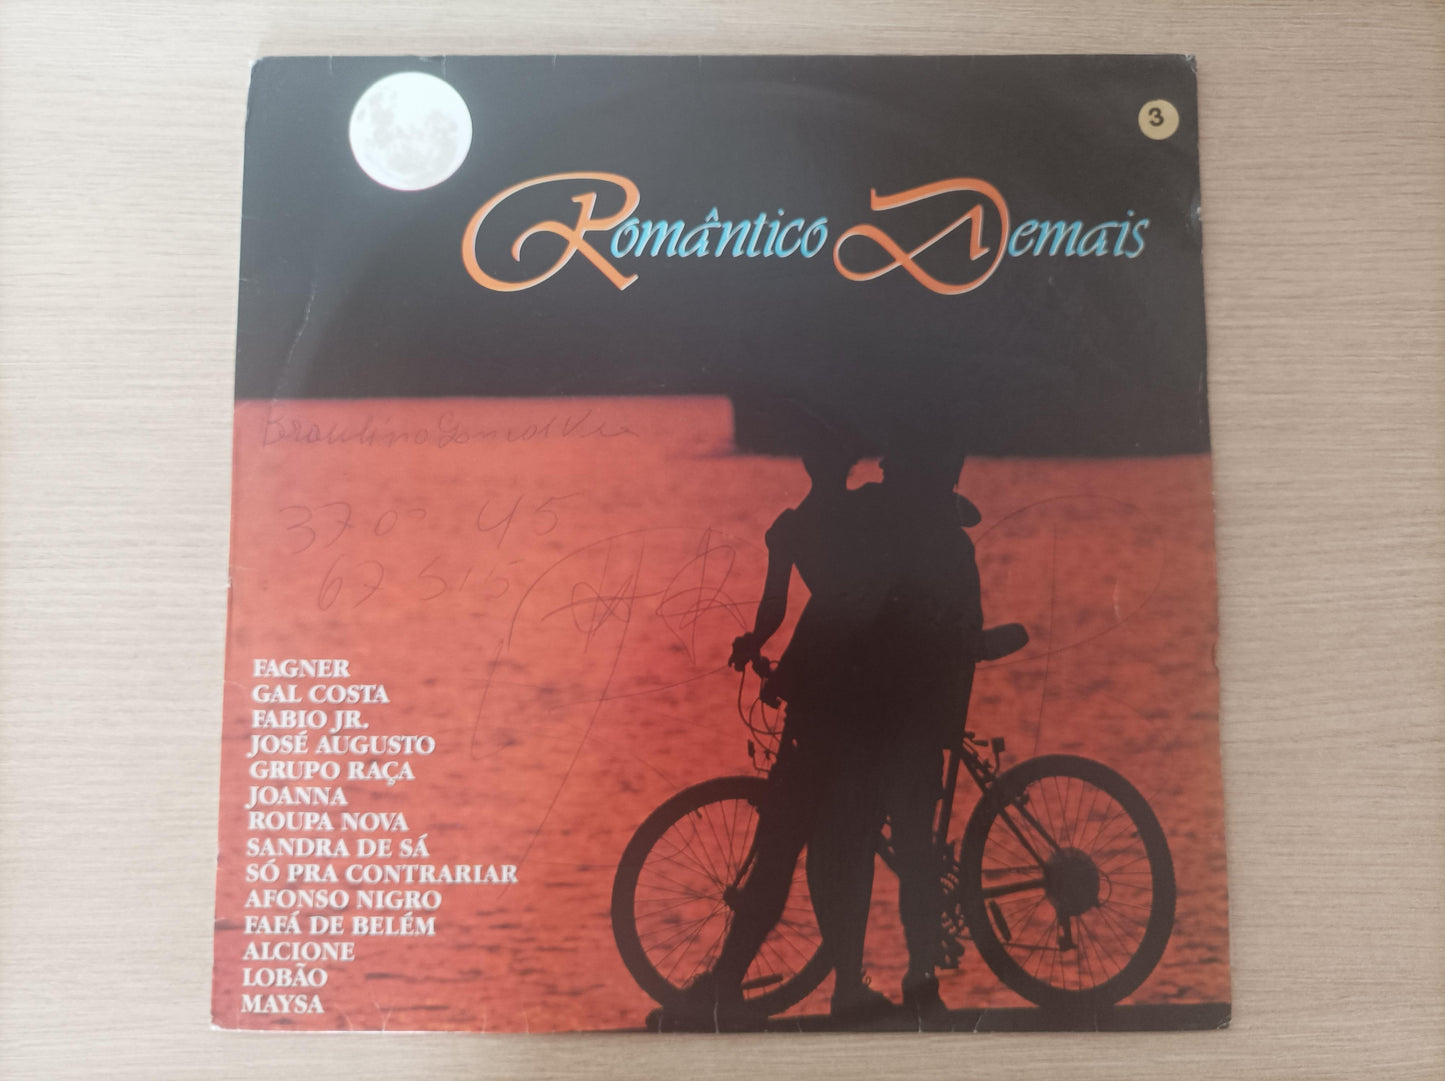 3
Romântico Demais
37 0 45
67 515
FAGNER
GAL COSTA
FABIO JR.
JOSÉ AUGUSTO
GRUPO RAÇA
JOANNA
ROUPA NOVA
SANDRA DE SÁ
SÓ PRA CONTRARIAR
AFONSO NIGRO
FAFÁ DE BELÉM
ALCIONE
LOBÃO
MAYSA